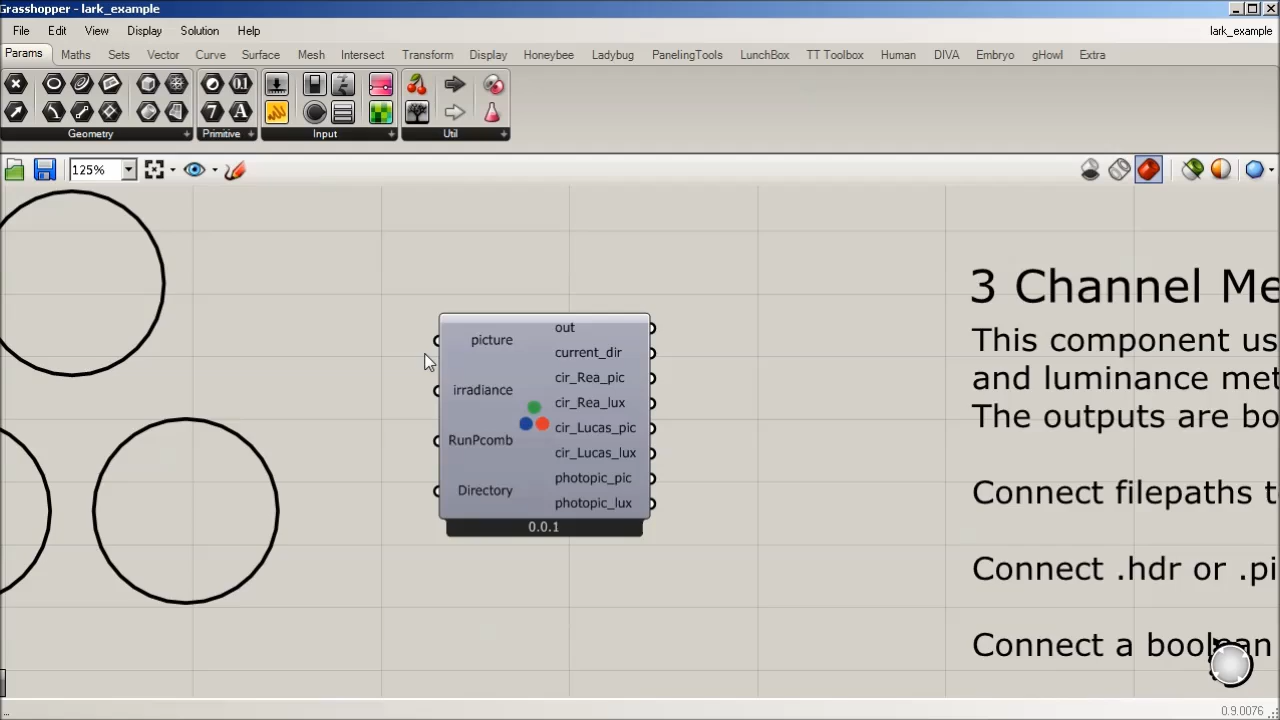 Grasshopper - lark_example
File Edit View Display Solution Help
lark_example
Params Maths Sets Vector Curve Surface Mesh Intersect Transform Display Honeybee Ladybug PanelingTools LunchBox TT Toolbox Human DIVA Embryo gHowl Extra
0.1
7 A
Geometry Primitive Input Util
125%
picture
irradiance
RunPcomb
Directory
out
current_dir
cir_Rea_pic
cir_Rea_lux
cir_Lucas_pic
cir_Lucas_lux
photopic_pic
photopic_lux
0.0.1
3 Channel Me
This component us
and luminance met
The outputs are bo
Connect filepaths t
Connect .hdr or .pi
Connect a boolean
...
0.9.0076